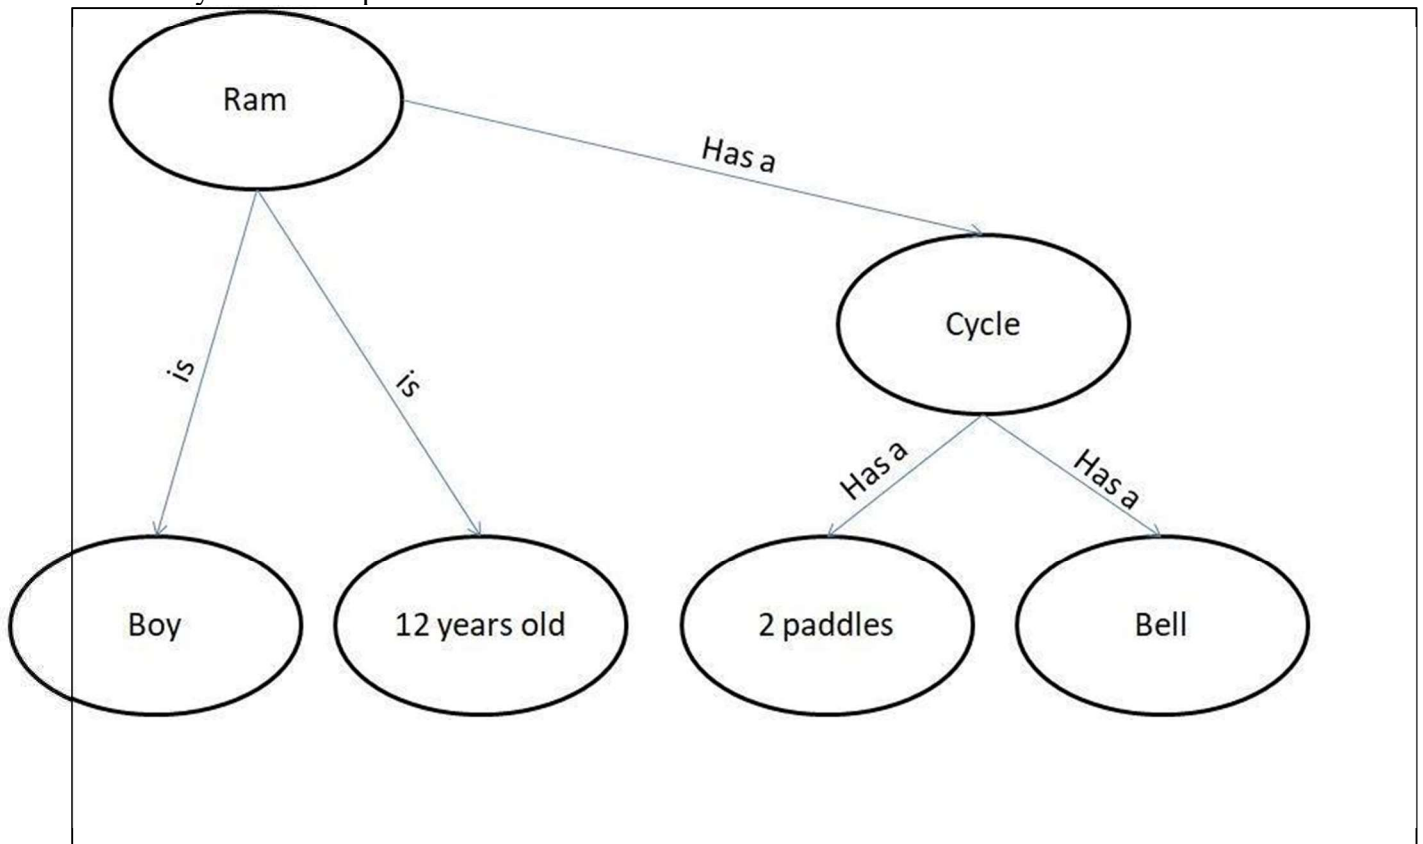 Ram
Has a
Cycle
is
is
Has a
Has a
Boy
12 years old
2 paddles
Bell